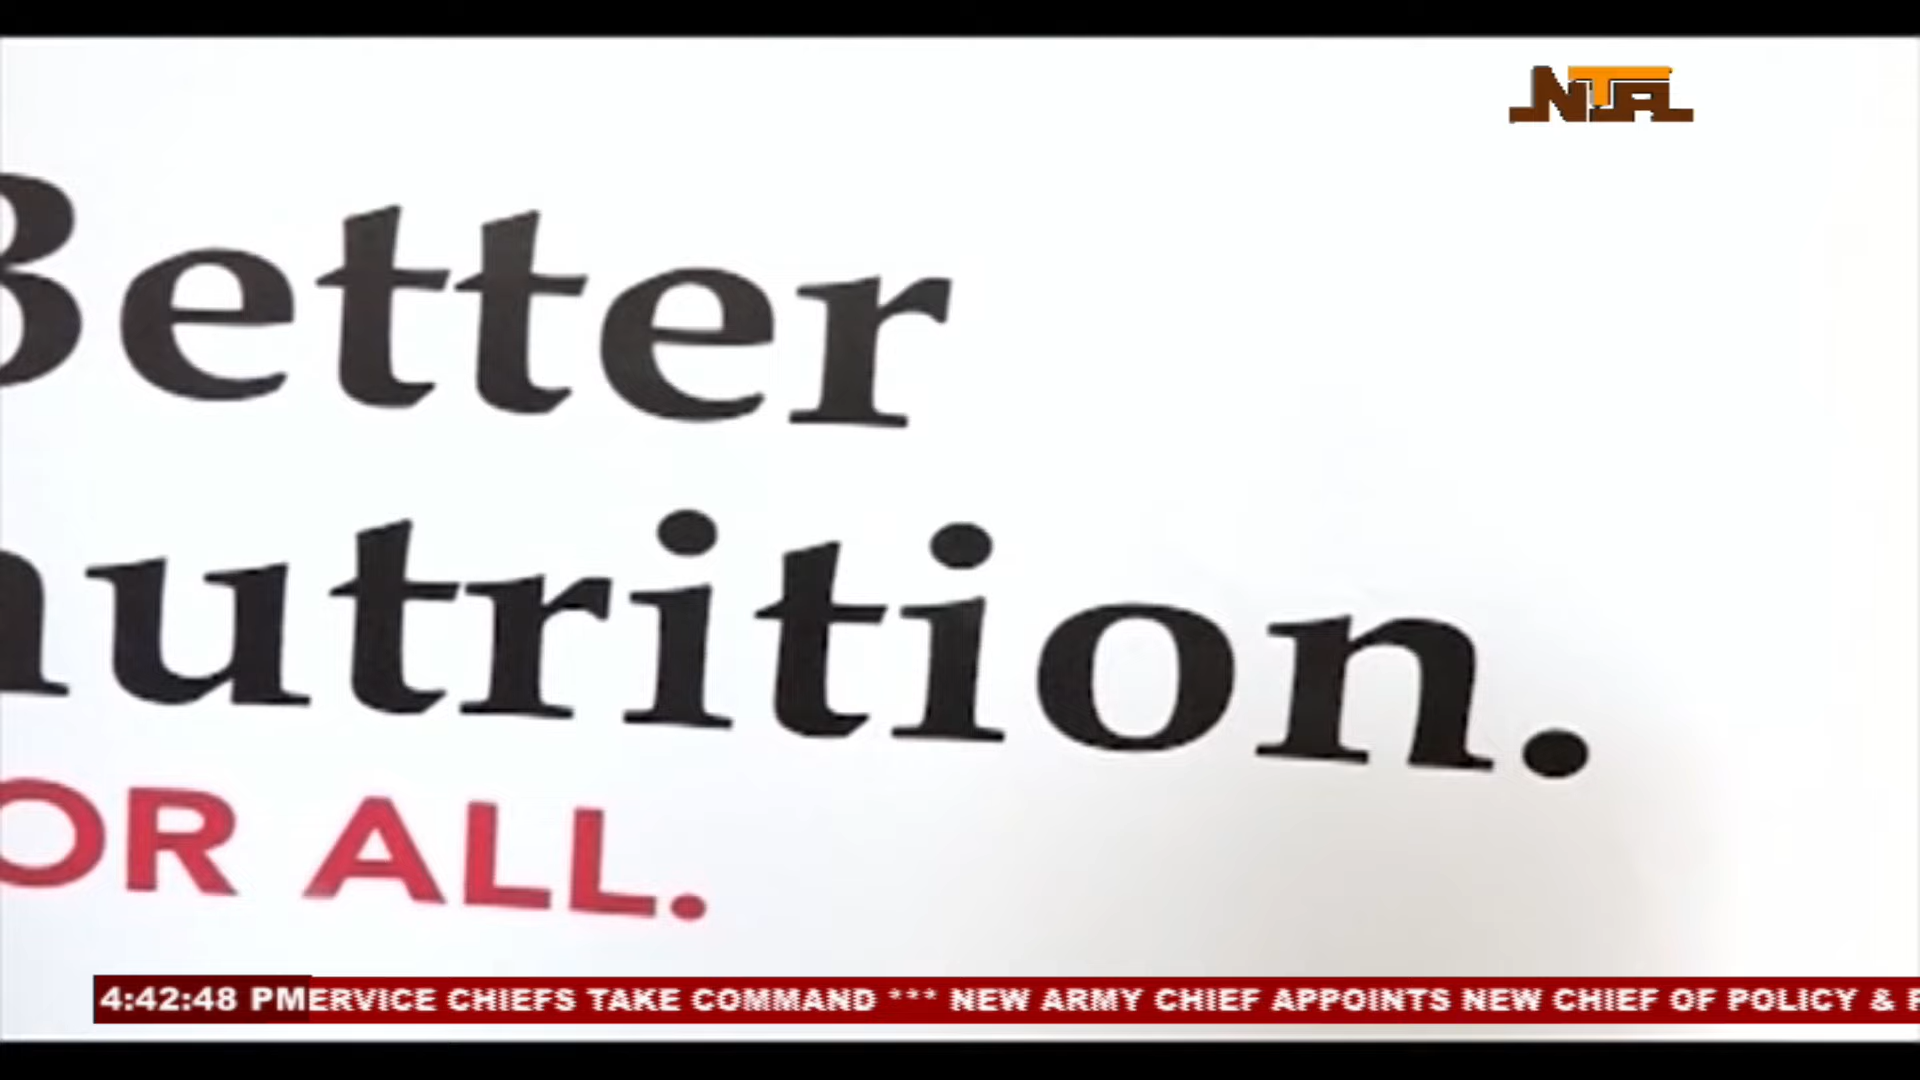 NTA
Better
nutrition.
OR ALL.
4:42:48 PM
ERVICE CHIEFS TAKE COMMAND *** NEW ARMY CHIEF APPOINTS NEW CHIEF OF POLICY &